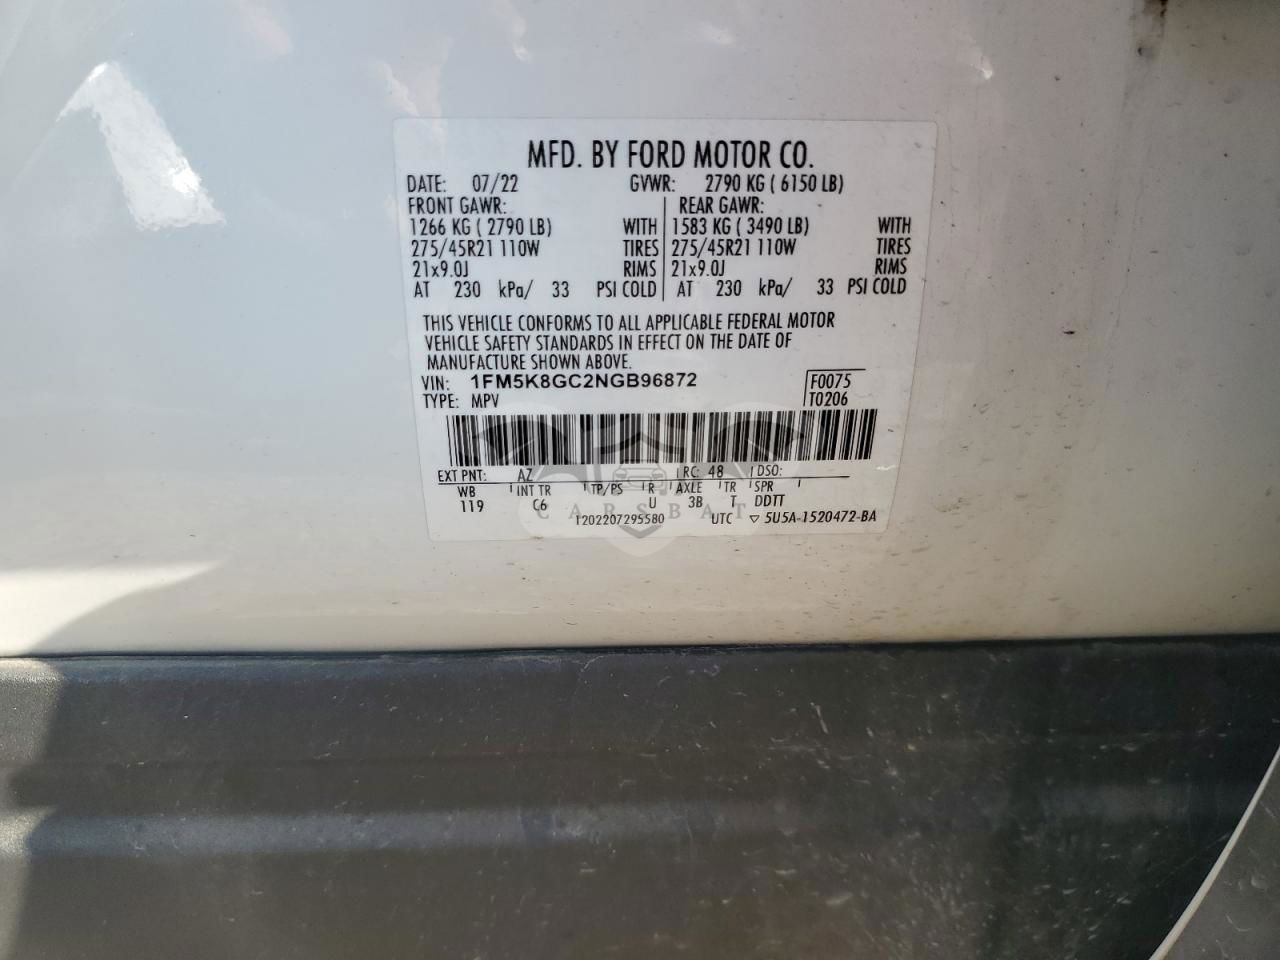 MFD. BY FORD MOTOR CO.
DATE: 07/22 GVWR: 2790 KG ( 6150 LB)
FRONT GAWR: REAR GAWR:
1266 KG ( 2790 LB) WITH 1583 KG ( 3490 LB) WITH
275/45R21 110W TIRES 275/45R21 110W TIRES
21x9.0J RIMS 21x9.0J RIMS
AT 230 kPa/ 33 PSI COLD AT 230 kPa/ 33 PSI COLD
THIS VEHICLE CONFORMS TO ALL APPLICABLE FEDERAL MOTOR
VEHICLE SAFETY STANDARDS IN EFFECT ON THE DATE OF
MANUFACTURE SHOWN ABOVE.
VIN: 1FM5K8GC2NGB96872 F0075
TYPE: MPV T0206
EXT PNT: AZ RC: 48 DSO:
WB INT TR TP/PS R AXLE TR SPR
119 C6 U 3B T DDTT
CARSBAT
1202207295580 UTC ▽ 5U5A-1520472-BA